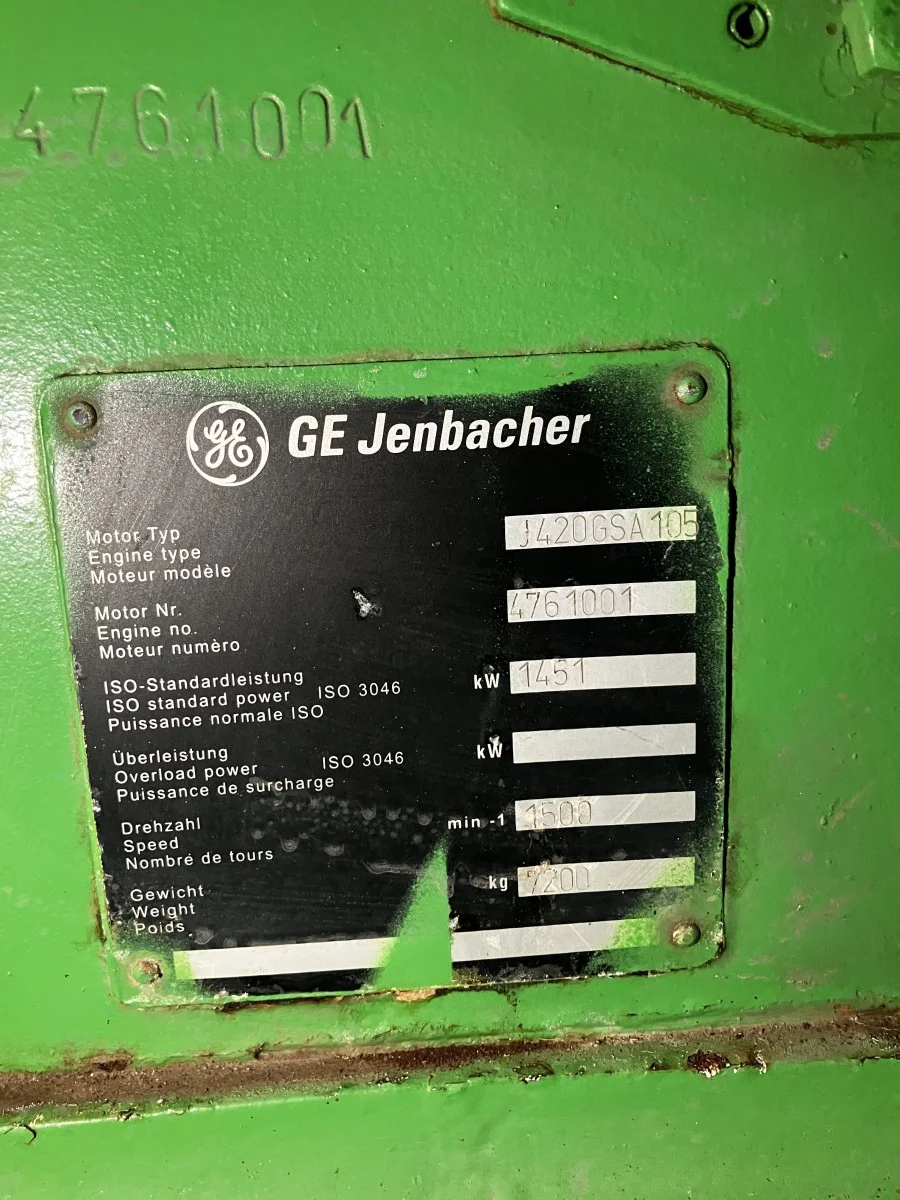 4761001
GE GE Jenbacher
Motor Typ
Engine type
Moteur modèle
J420GSA105
Motor Nr.
Engine no.
Moteur numèro
4761001
ISO-Standardleistung
ISO standard power ISO 3046
Puissance normale ISO
kW 1451
Überleistung
Overload power ISO 3046
Puissance de surcharge
kW
Drehzahl
Speed
Nombre de tours
min -1 1500
Gewicht
Weight
Poids
kg 7200